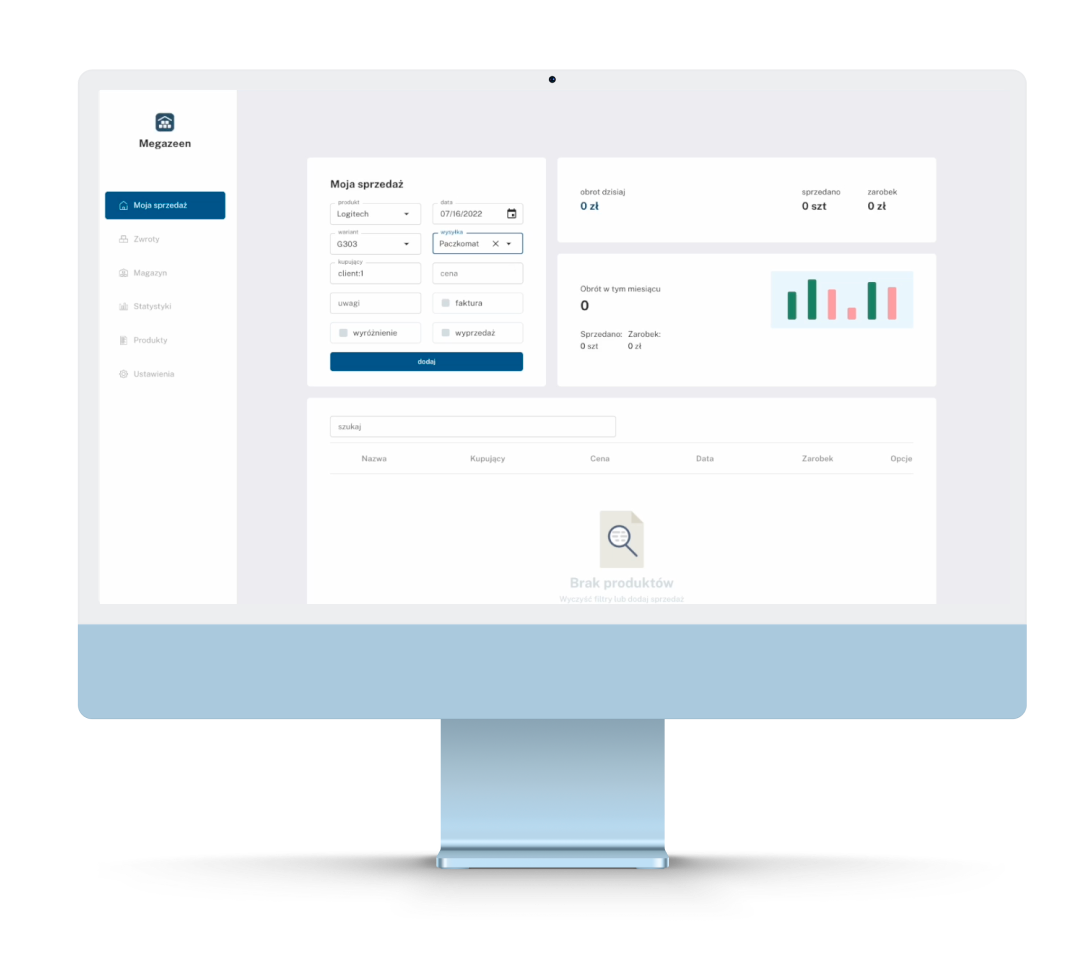 Megazeen
Moja sprzedaż
Zwroty
Magazyn
Statystyki
Produkty
Ustawienia
Moja sprzedaż
produkt
Logitech
data
07/16/2022
wariant
G303
wysyłka
Paczkomat
kupujący
client:1
cena
uwagi
faktura
wyróżnienie
wyprzedaż
dodaj
obrot dzisiaj
0 zł
sprzedano
0 szt
zarobek
0 zł
Obrót w tym miesiącu
0
Sprzedano: Zarobek:
0 szt 0 zł
szukaj
Nazwa Kupujący Cena Data Zarobek Opcje
Brak produktów
Wyczyść filtry lub dodaj sprzedaż